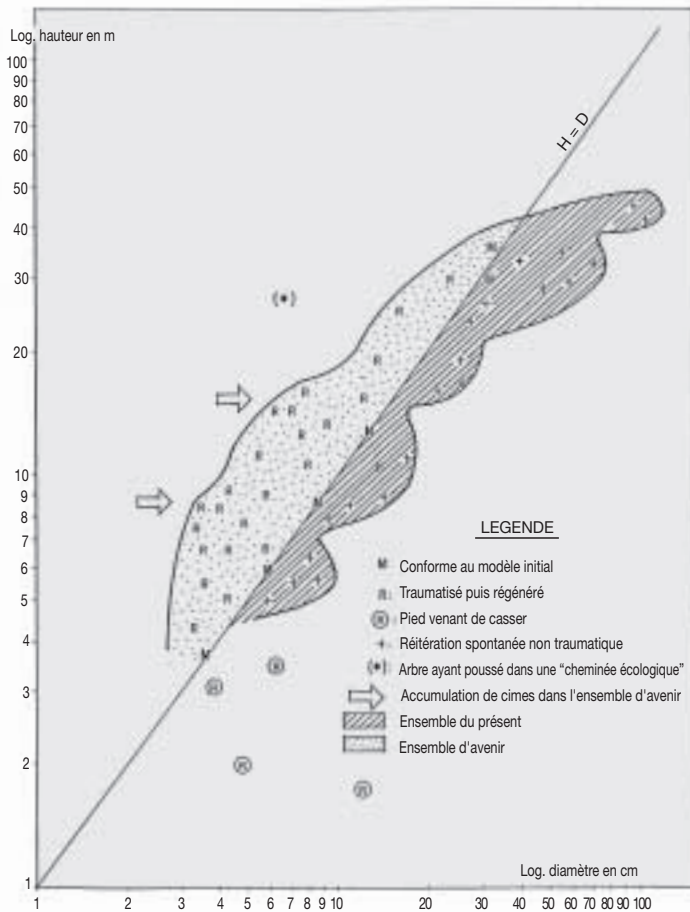 Log. hauteur en m
100
90
80
70
60
50
40
30
20
10
9
8
7
6
5
4
3
2
1
H = D
LEGENDE
M Conforme au modèle initial
R Traumatisé puis régénéré
R Pied venant de casser
+ Réitération spontanée non traumatique
(•) Arbre ayant poussé dans une "cheminée écologique"
Accumulation de cimes dans l'ensemble d'avenir
Ensemble du présent
Ensemble d'avenir
Log. diamètre en cm
1 2 3 4 5 6 7 8 9 10 20 30 40 50 60 70 80 90 100